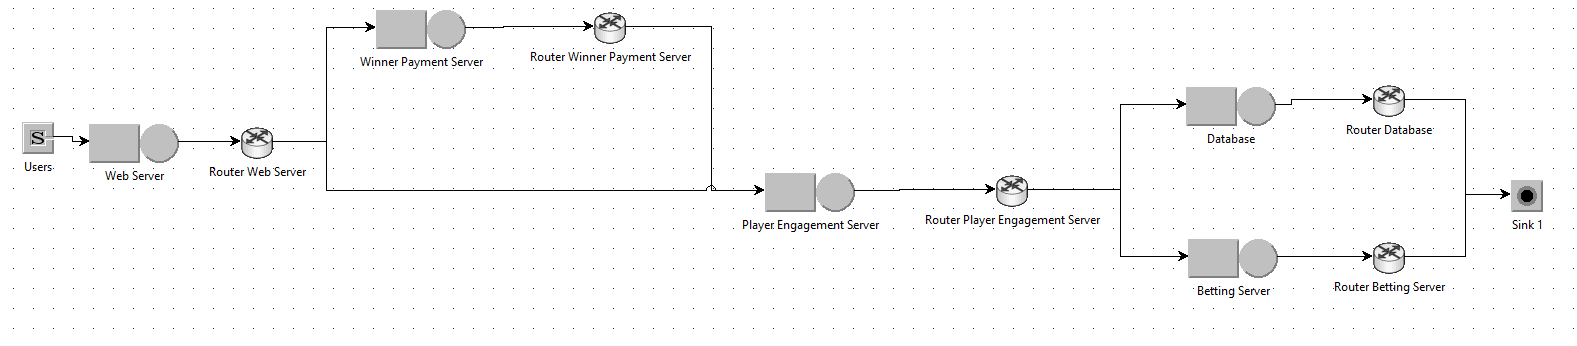 Winner Payment Server
Router Winner Payment Server
S
Users
Web Server
Router Web Server
Database
Router Database
Player Engagement Server
Router Player Engagement Server
Sink 1
Betting Server
Router Betting Server